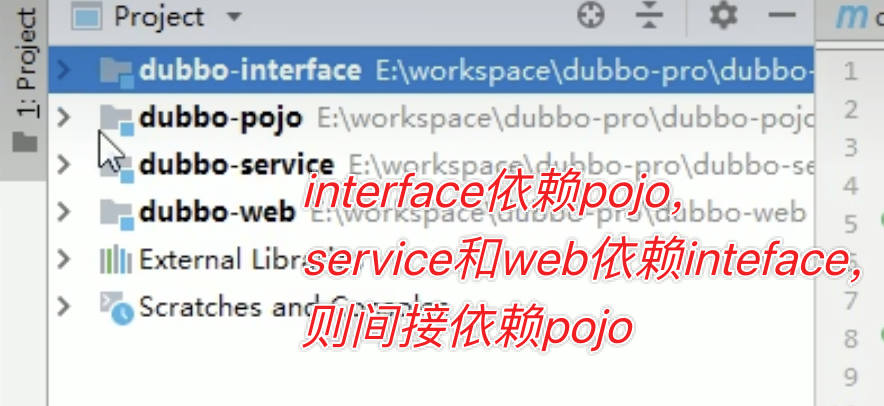 1: Project
Project
dubbo-interface E:\workspace\dubbo-pro\dubbo-
dubbo-pojo E:\workspace\dubbo-pro\dubbo-pojo
dubbo-service E:\workspace\dubbo-pro\dubbo-se
dubbo-web E:\workspace\dubbo-pro\dubbo-web
External
Scratches and
interface依赖pojo,
service和web依赖inteface,
则间接依赖pojo
m
1
2
3
4
5
7
8
9